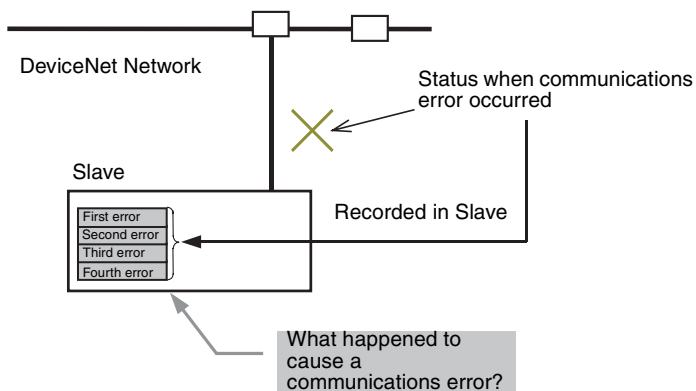 DeviceNet Network
Status when communications
error occurred
Slave
Recorded in Slave
First error
Second error
Third error
Fourth error
What happened to
cause a
communications error?